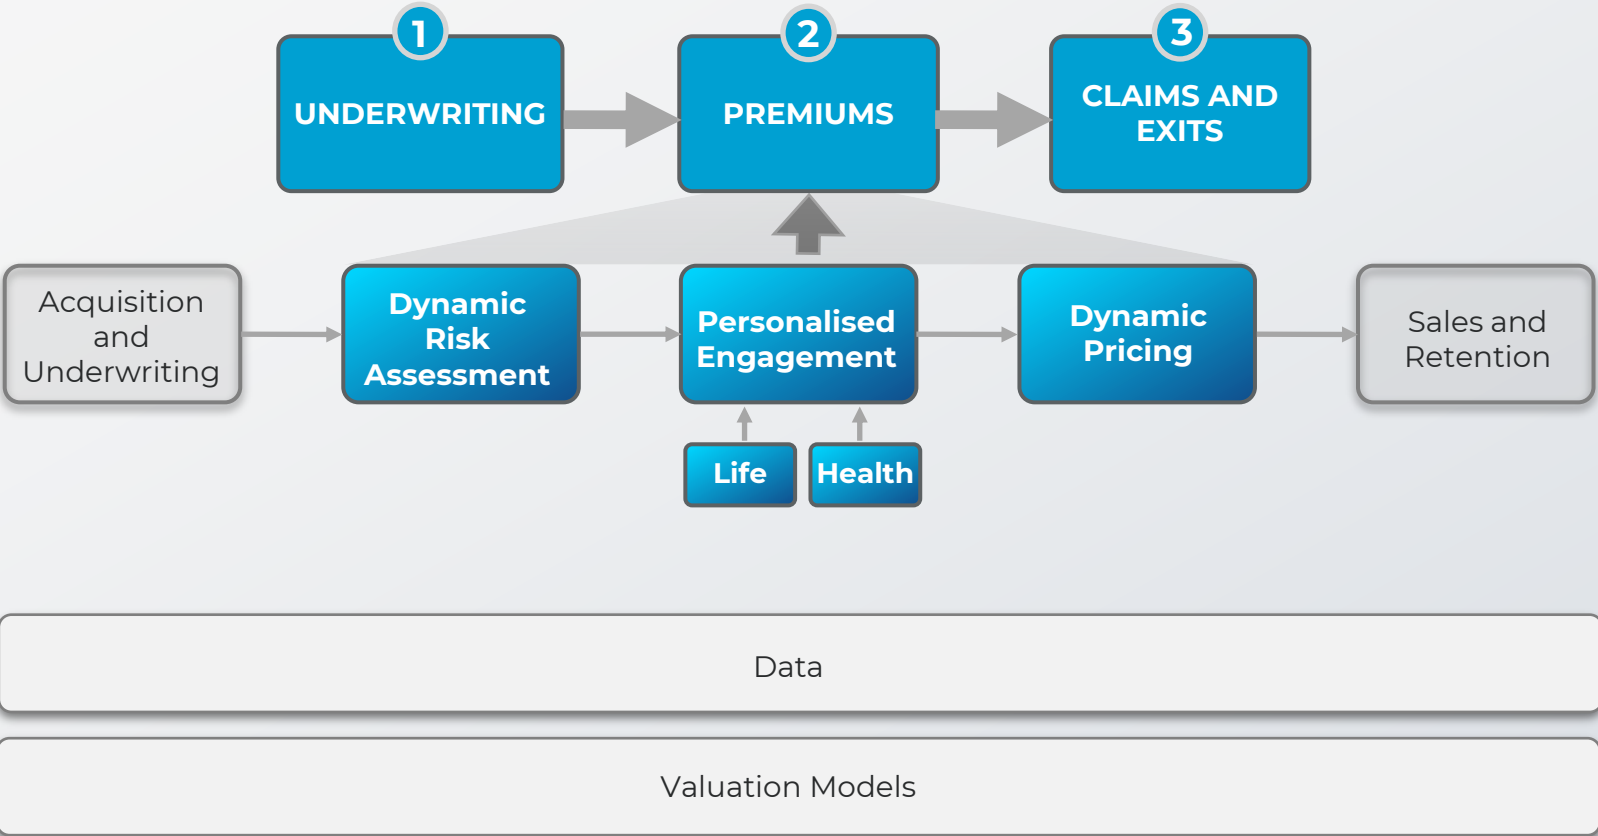 1
UNDERWRITING
2
PREMIUMS
3
CLAIMS AND
EXITS
Acquisition
and
Underwriting
Dynamic
Risk
Assessment
Personalised
Engagement
Dynamic
Pricing
Sales and
Retention
Life
Health
Data
Valuation Models